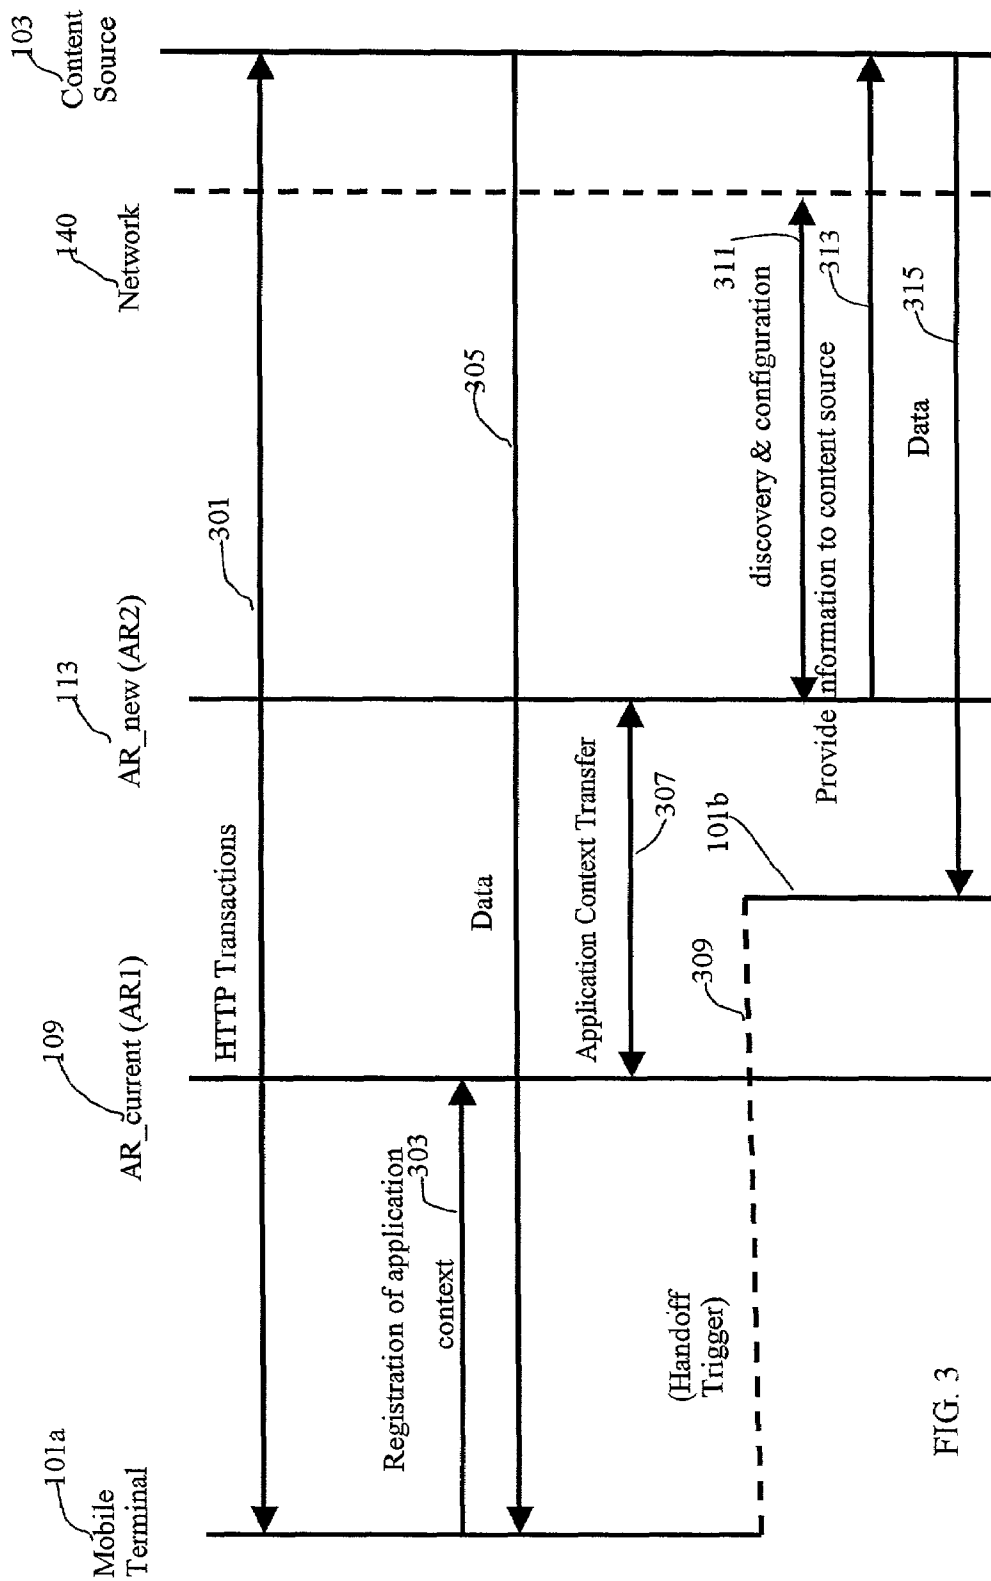 101a
Mobile
Terminal
109
AR_current (AR1)
113
AR_new (AR2)
140
Network
103
Content
Source
HTTP Transactions
301
Registration of application
303
context
Data
305
Application Context Transfer
307
(Handoff
Trigger)
309
101b
discovery & configuration
311
Provide nformation to content source
313
Data
315
FIG. 3